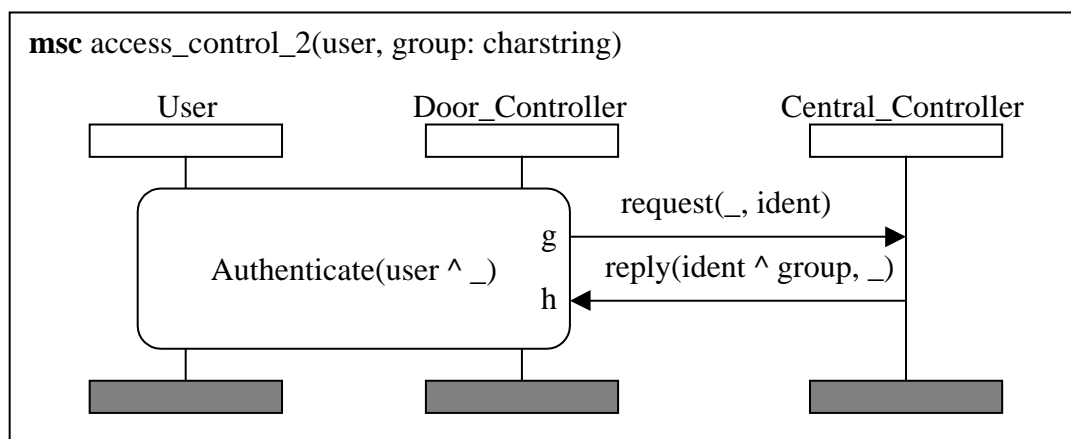 msc access_control_2(user, group: charstring)
User
Door_Controller
Central_Controller
request(_, ident)
g
reply(ident ^ group, _)
Authenticate(user ^ _)
h